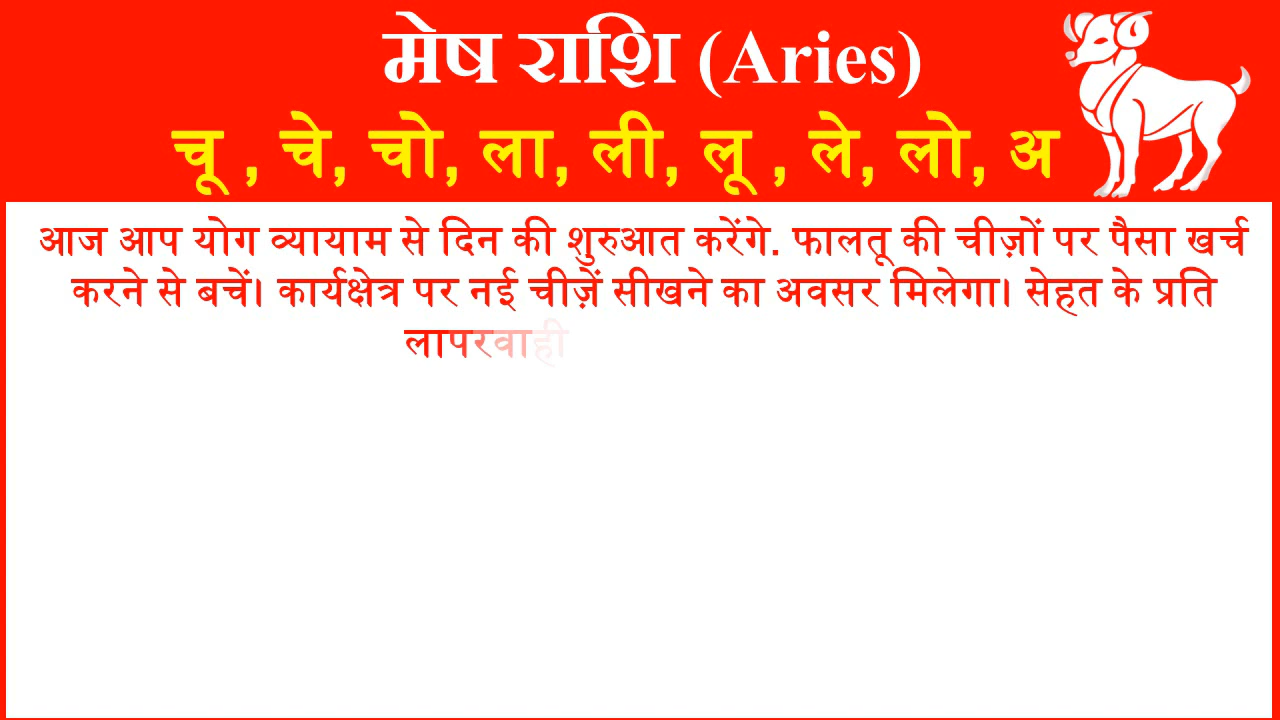 मेष राशि (Aries)
चू , चे, चो, ला, ली, लू , ले, लो, अ
आज आप योग व्यायाम से दिन की शुरुआत करेंगे. फालतू की चीज़ों पर पैसा खर्च
करने से बचें। कार्यक्षेत्र पर नई चीज़ें सीखने का अवसर मिलेगा। सेहत के प्रति
लापरवाही